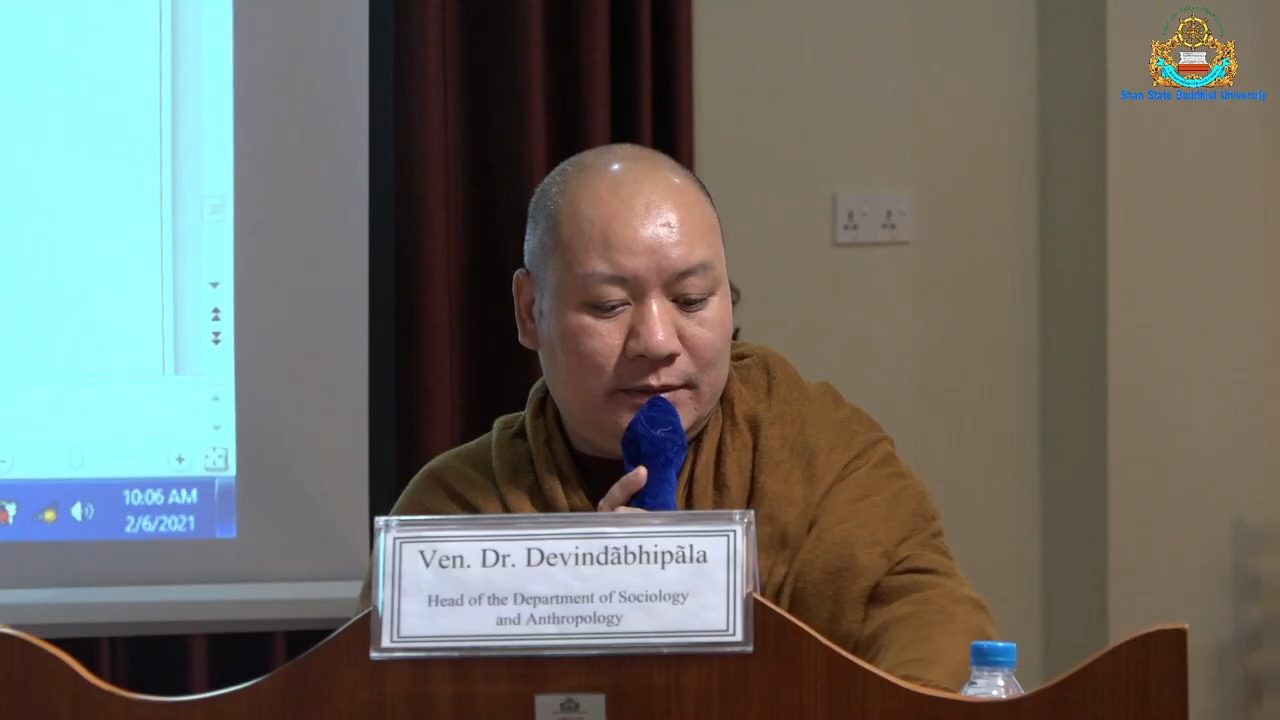 Shan State Buddhist University
10:06 AM
2/6/2021
Ven. Dr. Devindãbhipãla
Head of the Department of Sociology
and Anthropology